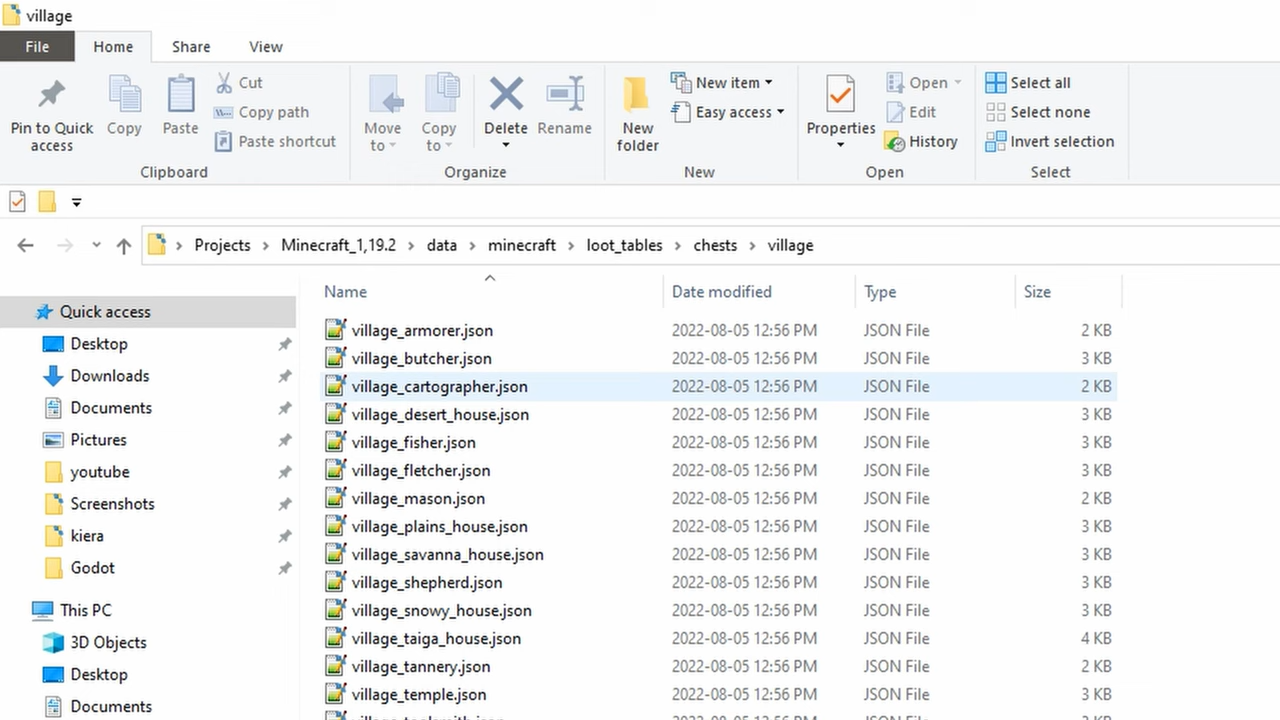 village
File Home Share View
Pin to Quick access Copy Paste Cut Copy path Paste shortcut
Move to Copy to Delete Rename
New folder New item Easy access
Properties Open Edit History
Select all Select none Invert selection
Clipboard Organize New Open Select
Projects Minecraft_1,19.2 data minecraft loot_tables chests village
Name Date modified Type Size
Quick access
Desktop
Downloads
Documents
Pictures
youtube
Screenshots
kiera
Godot
This PC
3D Objects
Desktop
Documents
village_armorer.json 2022-08-05 12:56 PM JSON File 2 KB
village_butcher.json 2022-08-05 12:56 PM JSON File 3 KB
village_cartographer.json 2022-08-05 12:56 PM JSON File 2 KB
village_desert_house.json 2022-08-05 12:56 PM JSON File 3 KB
village_fisher.json 2022-08-05 12:56 PM JSON File 3 KB
village_fletcher.json 2022-08-05 12:56 PM JSON File 3 KB
village_mason.json 2022-08-05 12:56 PM JSON File 2 KB
village_plains_house.json 2022-08-05 12:56 PM JSON File 3 KB
village_savanna_house.json 2022-08-05 12:56 PM JSON File 3 KB
village_shepherd.json 2022-08-05 12:56 PM JSON File 3 KB
village_snowy_house.json 2022-08-05 12:56 PM JSON File 3 KB
village_taiga_house.json 2022-08-05 12:56 PM JSON File 4 KB
village_tannery.json 2022-08-05 12:56 PM JSON File 2 KB
village_temple.json 2022-08-05 12:56 PM JSON File 3 KB